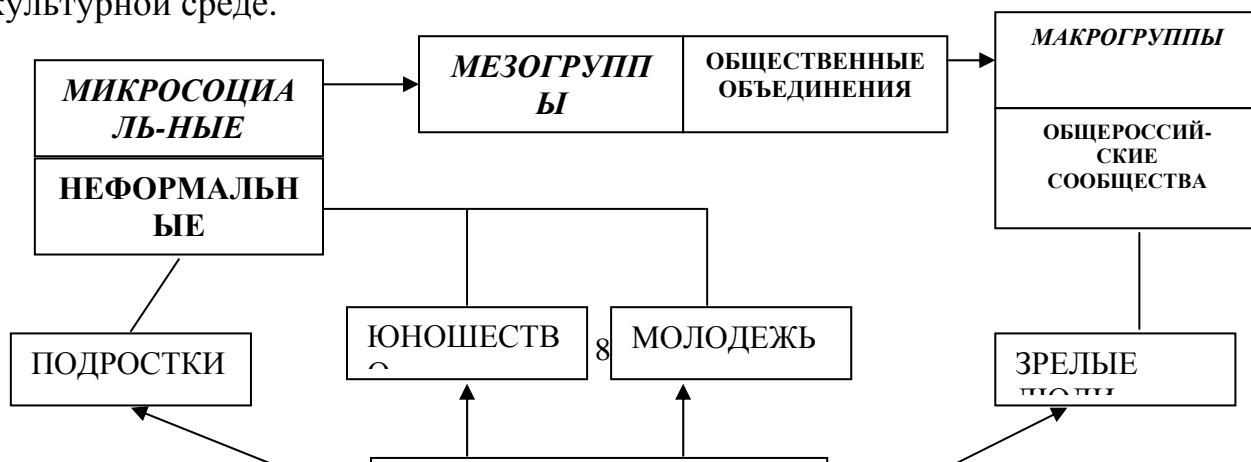 культурной среде.
МИКРОСОЦИА
ЛЬ-НЫЕ
НЕФОРМАЛЬН
ЫЕ
МЕЗОГРУПП
Ы
ОБЩЕСТВЕННЫЕ
ОБЪЕДИНЕНИЯ
МАКРОГРУППЫ
ОБЩЕРОССИЙ-
СКИЕ
СООБЩЕСТВА
ПОДРОСТКИ
ЮНОШЕСТВ
8
МОЛОДЕЖЬ
ЗРЕЛЫЕ